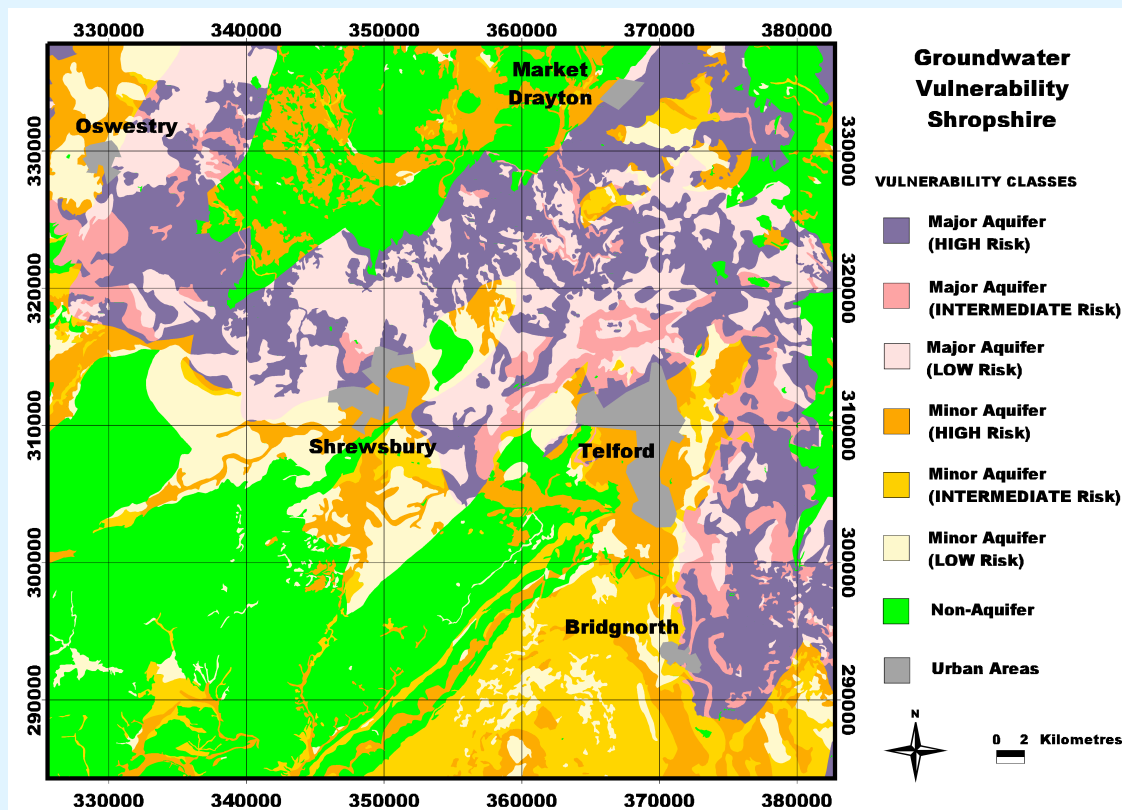 330000 340000 350000 360000 370000 380000
Groundwater
Vulnerability
Shropshire
Market
Drayton
Oswestry
330000
330000
VULNERABILITY CLASSES
Major Aquifer
(HIGH Risk)
320000
320000
Major Aquifer
(INTERMEDIATE Risk)
Major Aquifer
(LOW Risk)
310000
310000
Minor Aquifer
(HIGH Risk)
Shrewsbury
Telford
Minor Aquifer
(INTERMEDIATE Risk)
300000
300000
Minor Aquifer
(LOW Risk)
Non-Aquifer
Bridgnorth
Urban Areas
290000
290000
N
0 2 Kilometres
330000 340000 350000 360000 370000 380000